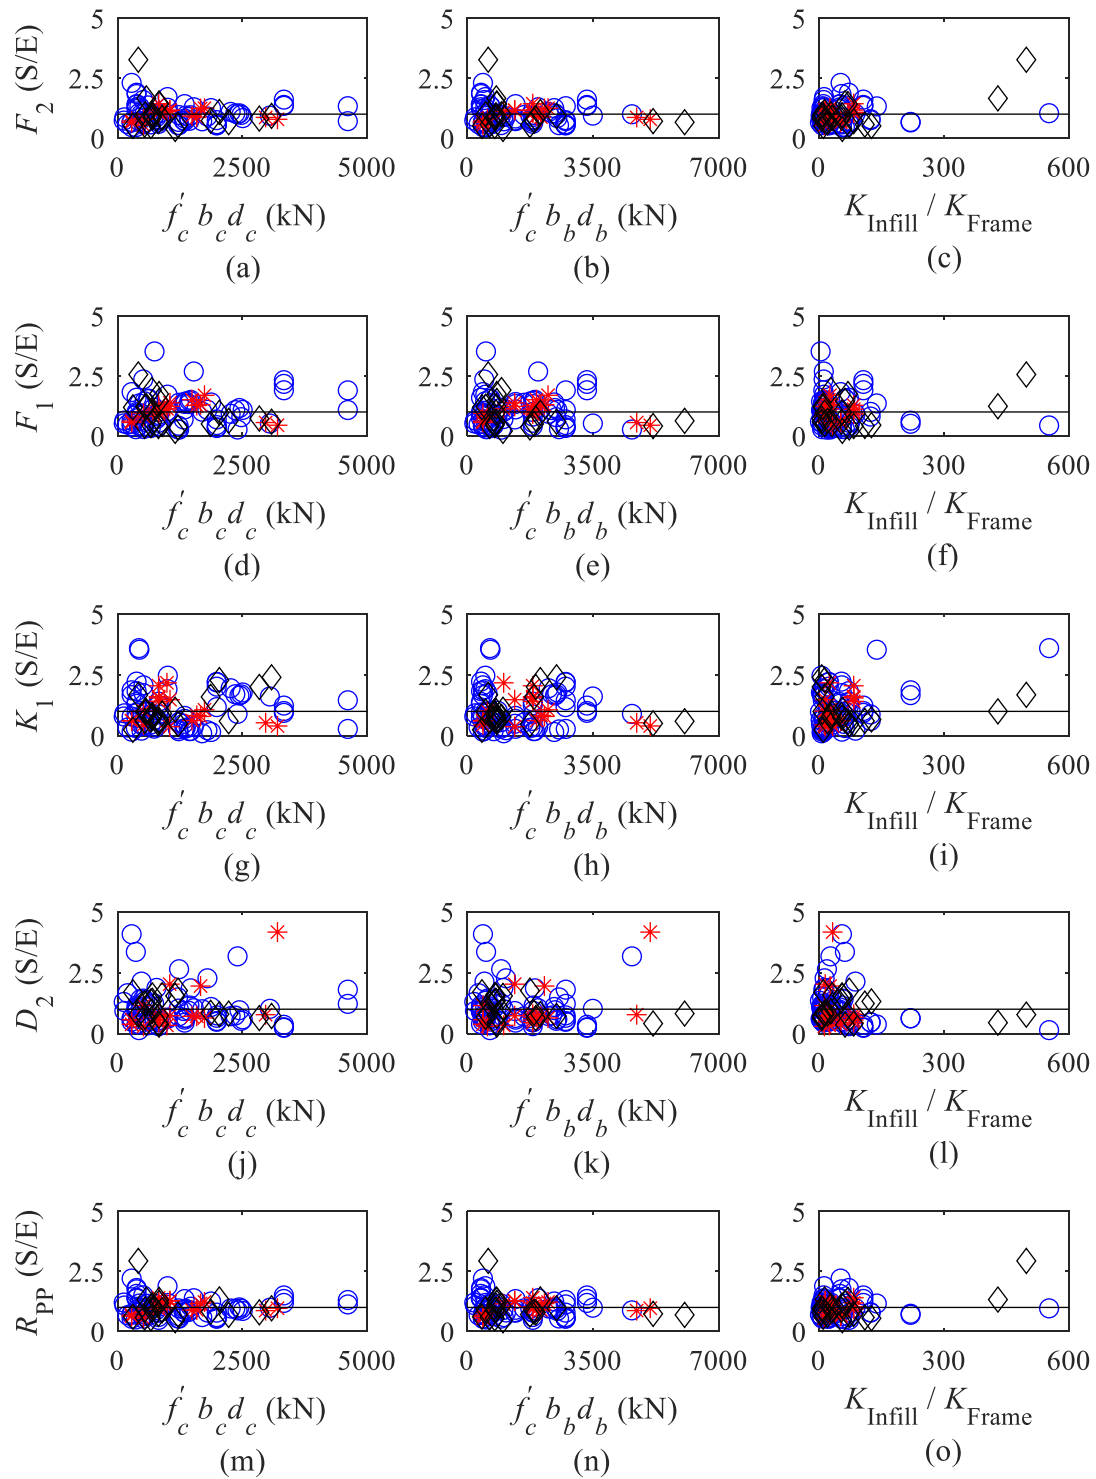 F2 (S/E)
5
2.5
0
0 2500 5000
f'c bc dc (kN)
(a)
0 3500 7000
f'c bb db (kN)
(b)
5
2.5
0
0 300 600
KInfill / KFrame
(c)
F1 (S/E)
5
2.5
0
0 2500 5000
f'c bc dc (kN)
(d)
5
2.5
0
0 3500 7000
f'c bb db (kN)
(e)
5
2.5
0
0 300 600
KInfill / KFrame
(f)
K1 (S/E)
5
2.5
0
0 2500 5000
f'c bc dc (kN)
(g)
5
2.5
0
0 3500 7000
f'c bb db (kN)
(h)
5
2.5
0
0 300 600
KInfill / KFrame
(i)
D2 (S/E)
5
2.5
0
0 2500 5000
f'c bc dc (kN)
(j)
5
2.5
0
0 3500 7000
f'c bb db (kN)
(k)
5
2.5
0
0 300 600
KInfill / KFrame
(l)
RPP (S/E)
5
2.5
0
0 2500 5000
f'c bc dc (kN)
(m)
5
2.5
0
0 3500 7000
f'c bb db (kN)
(n)
5
2.5
0
0 300 600
KInfill / KFrame
(o)